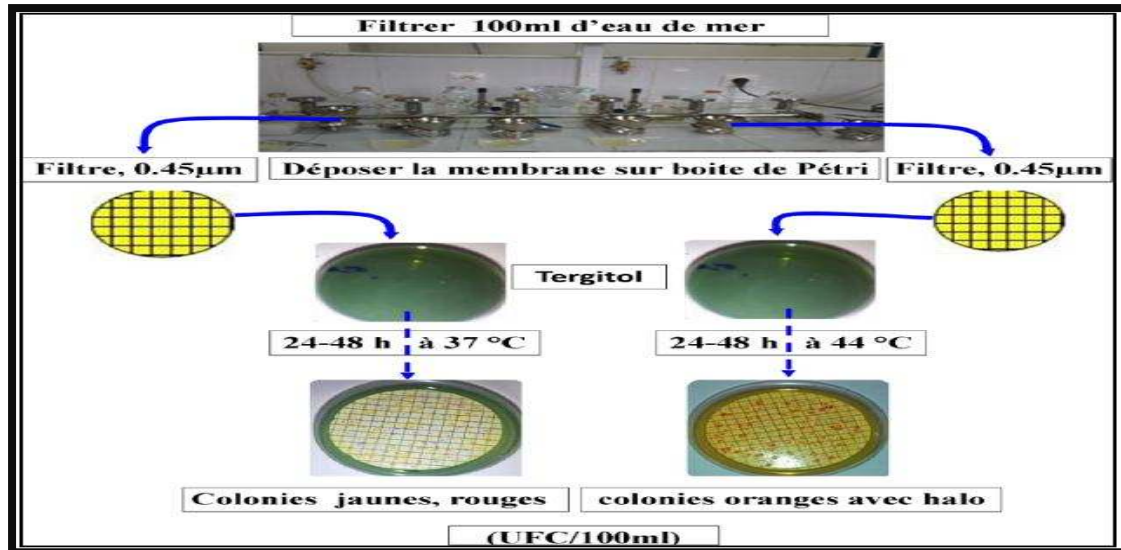 Filtrer 100ml d'eau de mer
Filtre, 0.45µm
Déposer la membrane sur boite de Pétri
Filtre, 0.45µm
Tergitol
24-48 h à 37 °C
24-48 h à 44 °C
Colonies jaunes, rouges
colonies oranges avec halo
(UFC/100ml)